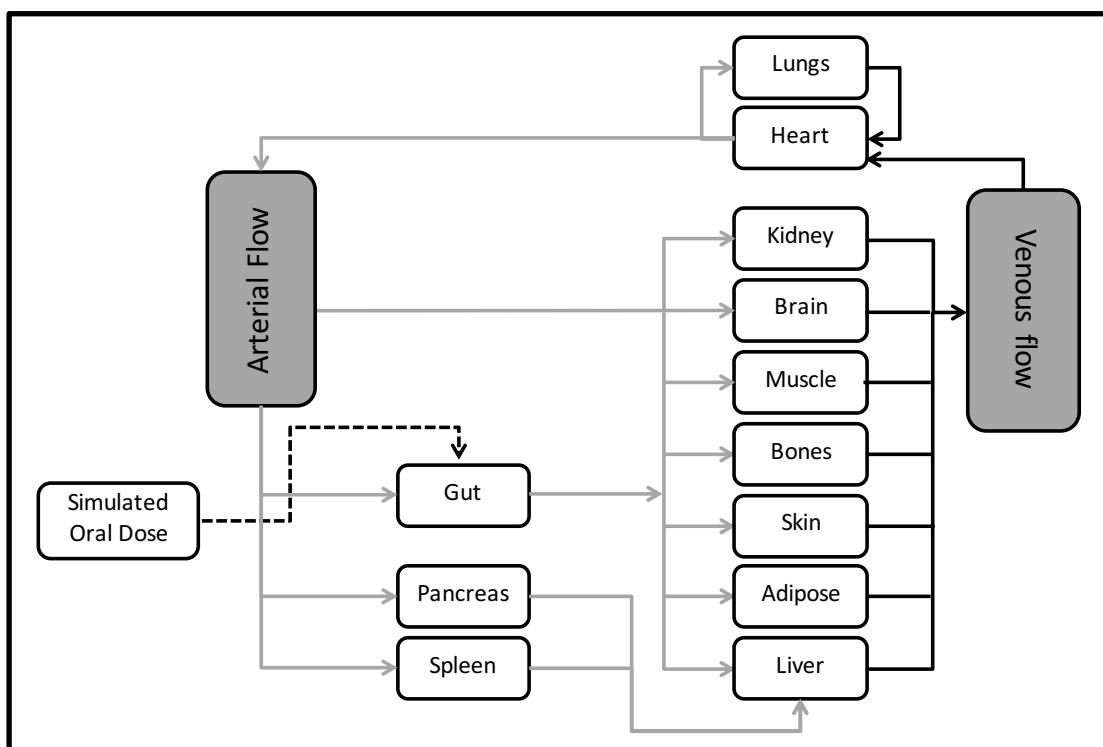 Lungs
Heart
Arterial Flow
Venous flow
Kidney
Brain
Muscle
Bones
Skin
Adipose
Liver
Gut
Simulated
Oral Dose
Pancreas
Spleen